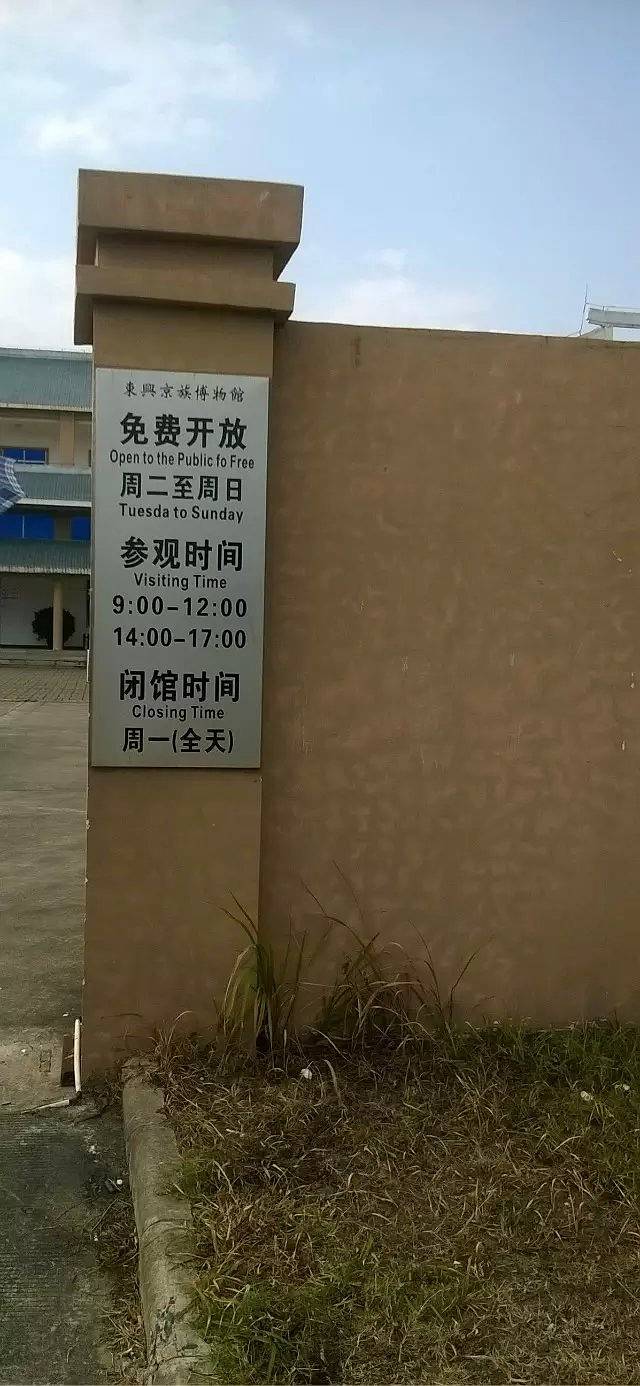 東興京族博物館
免费开放
Open to the Public fo Free
周二至周日
Tuesda to Sunday
参观时间
Visiting Time
9:00-12:00
14:00-17:00
闭馆时间
Closing Time
周一(全天)